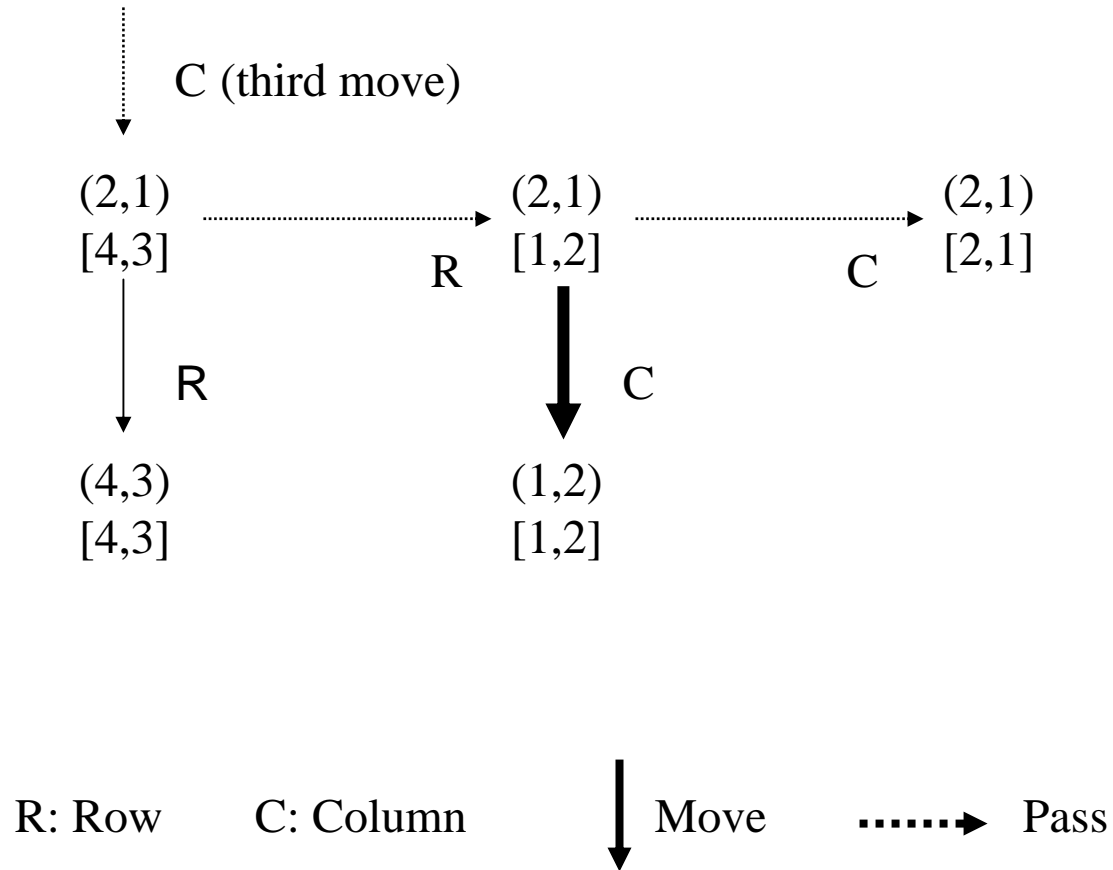 C (third move)
(2,1) (2,1) (2,1)
[4,3] [1,2] [2,1]
R C
R C
(4,3) (1,2)
[4,3] [1,2]
R: Row C: Column Move Pass